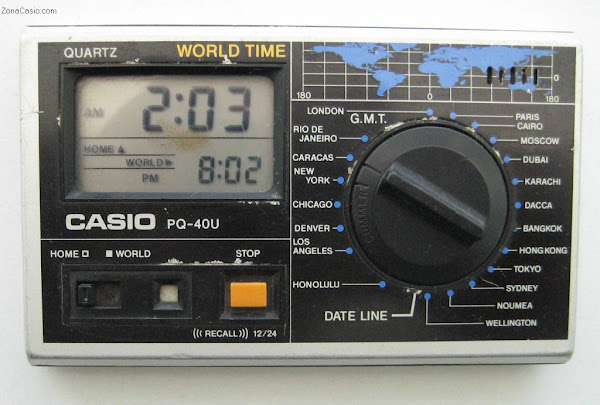 ZonaCasio.com
QUARTZ
WORLD TIME
AM 2:03
HOME ▲
WORLD ▶
PM 8:02
CASIO PQ-40U
HOME □ ■ WORLD
STOP
(((RECALL))) 12/24
180 0 180
0
G.M.T.
LONDON
PARIS
CAIRO
MOSCOW
DUBAI
KARACHI
DACCA
BANGKOK
HONGKONG
TOKYO
SYDNEY
NOUMEA
WELLINGTON
DATE LINE
HONOLULU
LOS
ANGELES
DENVER
CHICAGO
NEW
YORK
CARACAS
RIO DE
JANEIRO